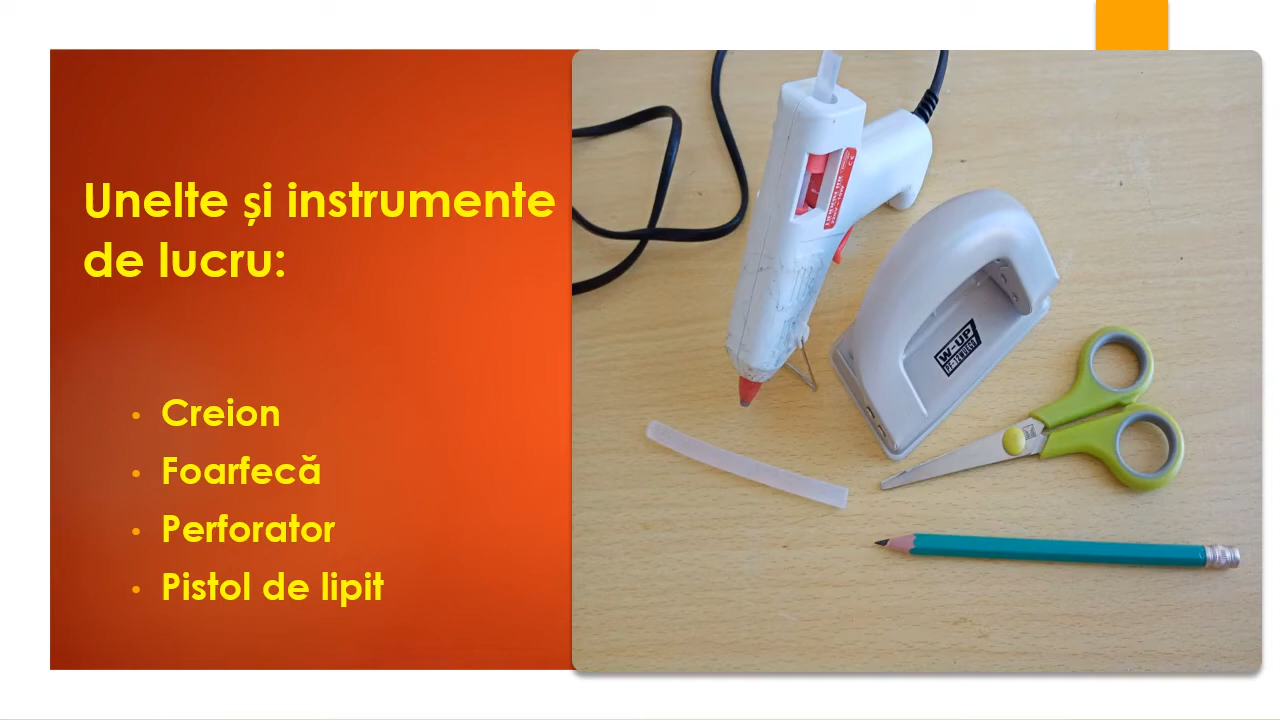 Unelte și instrumente
de lucru:
• Creion
• Foarfecă
• Perforator
• Pistol de lipit
W-UP